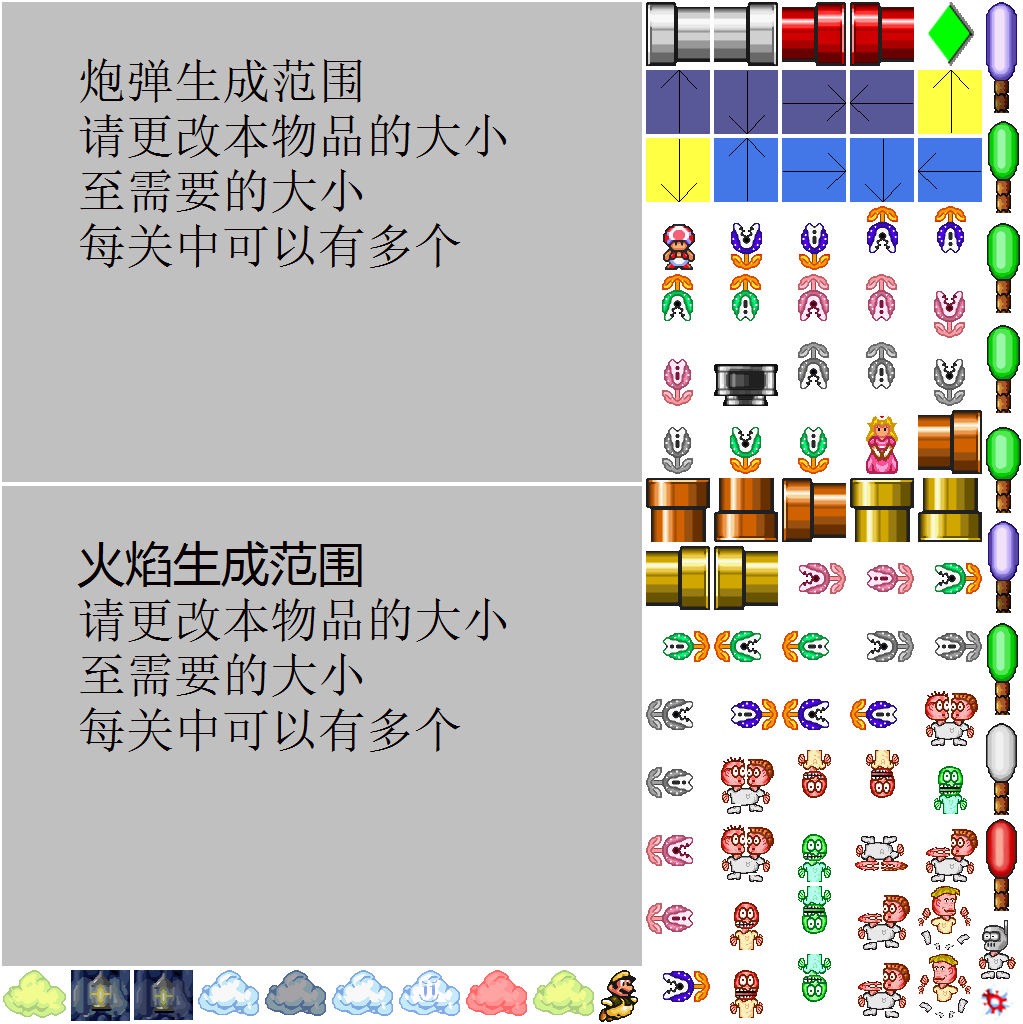 炮弹生成范围
请更改本物品的大小
至需要的大小
每关中可以有多个
火焰生成范围
请更改本物品的大小
至需要的大小
每关中可以有多个